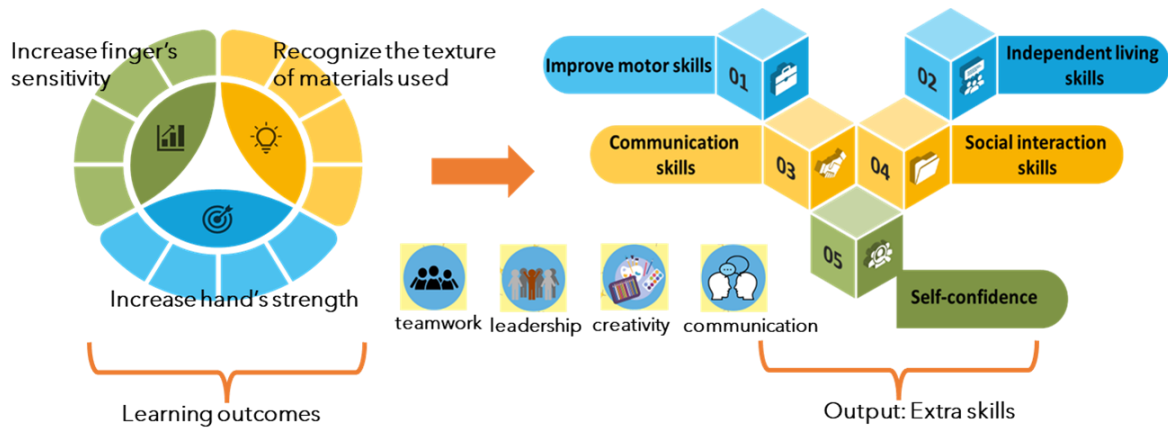 Increase finger's
sensitivity
Recognize the texture
of materials used
Increase hand's strength
Learning outcomes
teamwork
leadership
creativity
communication
Improve motor skills
01
02
Independent living
skills
Communication
skills
03
04
Social interaction
skills
05
Self-confidence
Output: Extra skills